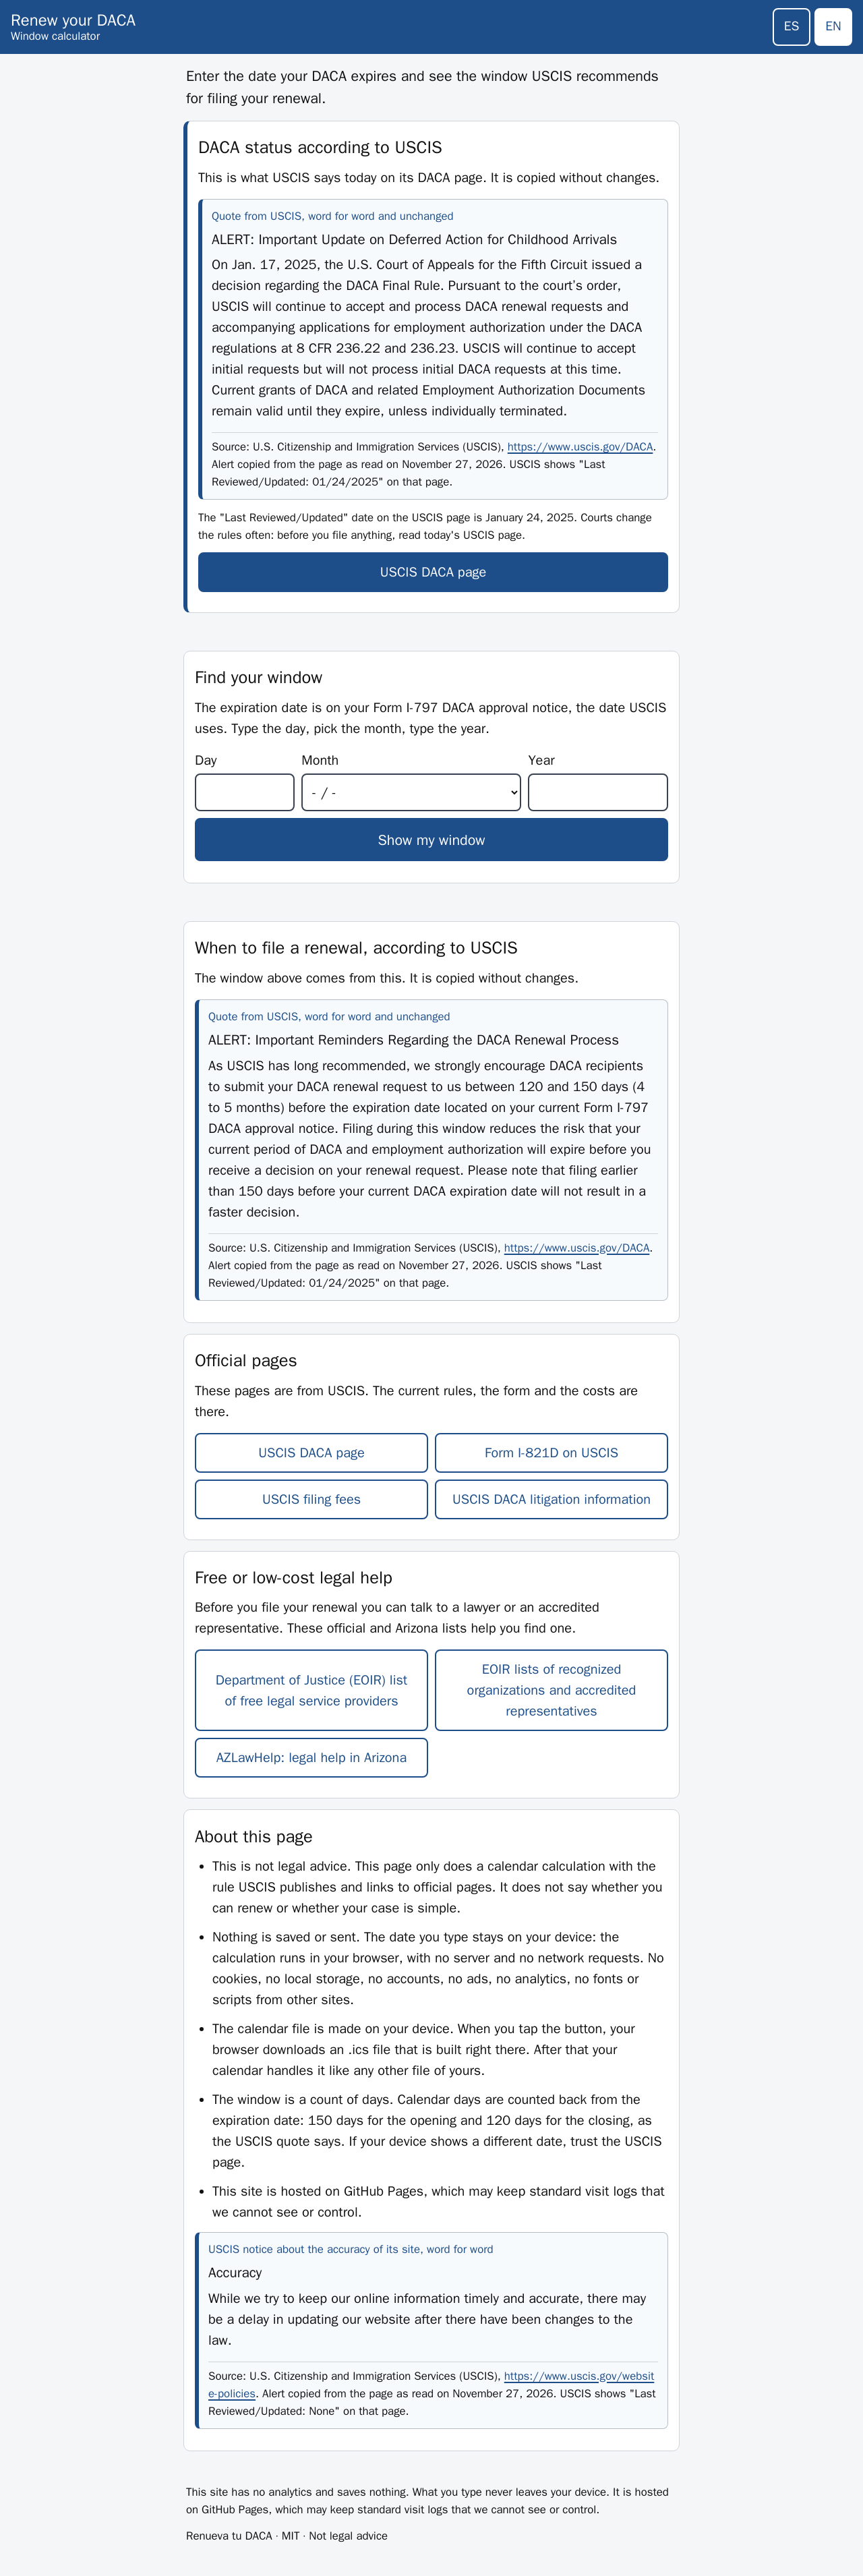 Renew your DACA
Window calculator
ES
EN
Enter the date your DACA expires and see the window USCIS recommends
for filing your renewal.
DACA status according to USCIS
This is what USCIS says today on its DACA page. It is copied without changes.
Quote from USCIS, word for word and unchanged
ALERT: Important Update on Deferred Action for Childhood Arrivals
On Jan. 17, 2025, the U.S. Court of Appeals for the Fifth Circuit issued a
decision regarding the DACA Final Rule. Pursuant to the court's order,
USCIS will continue to accept and process DACA renewal requests and
accompanying applications for employment authorization under the DACA
regulations at 8 CFR 236.22 and 236.23. USCIS will continue to accept
initial requests but will not process initial DACA requests at this time.
Current grants of DACA and related Employment Authorization Documents
remain valid until they expire, unless individually terminated.
Source: U.S. Citizenship and Immigration Services (USCIS), https://www.uscis.gov/DACA.
Alert copied from the page as read on November 27, 2026. USCIS shows "Last
Reviewed/Updated: 01/24/2025" on that page.
The "Last Reviewed/Updated" date on the USCIS page is January 24, 2025. Courts change
the rules often: before you file anything, read today's USCIS page.
USCIS DACA page
Find your window
The expiration date is on your Form I-797 DACA approval notice, the date USCIS
uses. Type the day, pick the month, type the year.
Day
Month
Year
- / -
Show my window
When to file a renewal, according to USCIS
The window above comes from this. It is copied without changes.
Quote from USCIS, word for word and unchanged
ALERT: Important Reminders Regarding the DACA Renewal Process
As USCIS has long recommended, we strongly encourage DACA recipients
to submit your DACA renewal request to us between 120 and 150 days (4
to 5 months) before the expiration date located on your current Form I-797
DACA approval notice. Filing during this window reduces the risk that your
current period of DACA and employment authorization will expire before you
receive a decision on your renewal request. Please note that filing earlier
than 150 days before your current DACA expiration date will not result in a
faster decision.
Source: U.S. Citizenship and Immigration Services (USCIS), https://www.uscis.gov/DACA.
Alert copied from the page as read on November 27, 2026. USCIS shows "Last
Reviewed/Updated: 01/24/2025" on that page.
Official pages
These pages are from USCIS. The current rules, the form and the costs are
there.
USCIS DACA page
Form I-821D on USCIS
USCIS filing fees
USCIS DACA litigation information
Free or low-cost legal help
Before you file your renewal you can talk to a lawyer or an accredited
representative. These official and Arizona lists help you find one.
Department of Justice (EOIR) list
of free legal service providers
EOIR lists of recognized
organizations and accredited
representatives
AZLawHelp: legal help in Arizona
About this page
• This is not legal advice. This page only does a calendar calculation with the
rule USCIS publishes and links to official pages. It does not say whether you
can renew or whether your case is simple.
• Nothing is saved or sent. The date you type stays on your device: the
calculation runs in your browser, with no server and no network requests. No
cookies, no local storage, no accounts, no ads, no analytics, no fonts or
scripts from other sites.
• The calendar file is made on your device. When you tap the button, your
browser downloads an .ics file that is built right there. After that your
calendar handles it like any other file of yours.
• The window is a count of days. Calendar days are counted back from the
expiration date: 150 days for the opening and 120 days for the closing, as
the USCIS quote says. If your device shows a different date, trust the USCIS
page.
• This site is hosted on GitHub Pages, which may keep standard visit logs that
we cannot see or control.
USCIS notice about the accuracy of its site, word for word
Accuracy
While we try to keep our online information timely and accurate, there may
be a delay in updating our website after there have been changes to the
law.
Source: U.S. Citizenship and Immigration Services (USCIS), https://www.uscis.gov/websit
e-policies. Alert copied from the page as read on November 27, 2026. USCIS shows "Last
Reviewed/Updated: None" on that page.
This site has no analytics and saves nothing. What you type never leaves your device. It is hosted
on GitHub Pages, which may keep standard visit logs that we cannot see or control.
Renueva tu DACA · MIT · Not legal advice